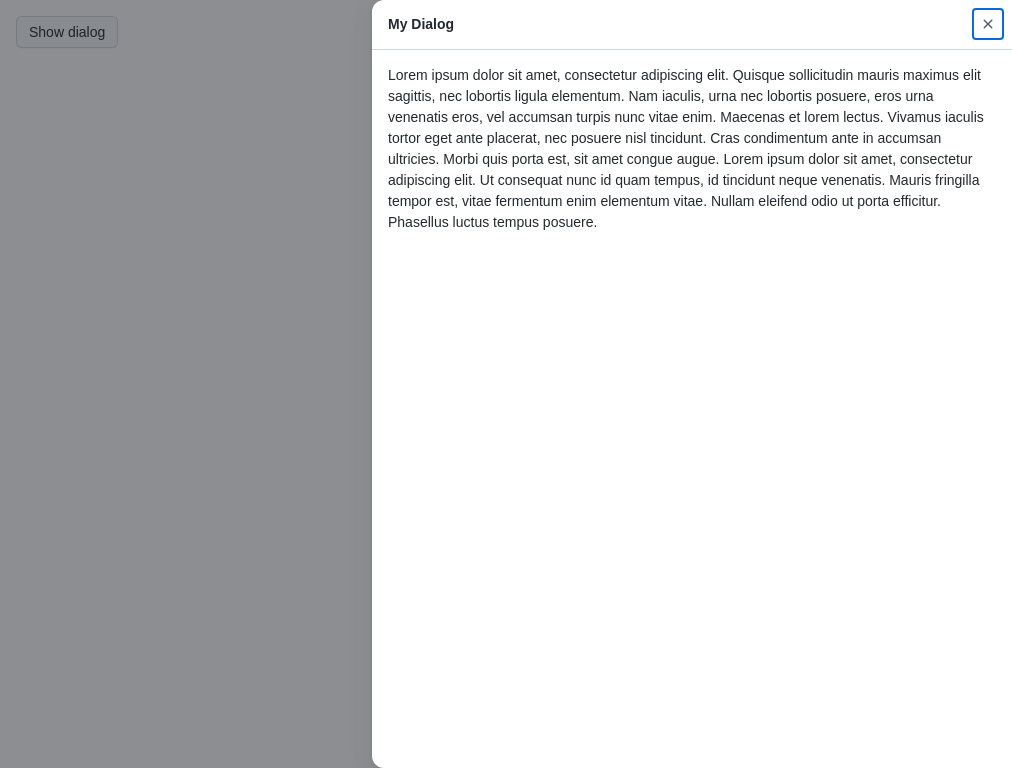 Show dialog
My Dialog
Lorem ipsum dolor sit amet, consectetur adipiscing elit. Quisque sollicitudin mauris maximus elit
sagittis, nec lobortis ligula elementum. Nam iaculis, urna nec lobortis posuere, eros urna
venenatis eros, vel accumsan turpis nunc vitae enim. Maecenas et lorem lectus. Vivamus iaculis
tortor eget ante placerat, nec posuere nisl tincidunt. Cras condimentum ante in accumsan
ultricies. Morbi quis porta est, sit amet congue augue. Lorem ipsum dolor sit amet, consectetur
adipiscing elit. Ut consequat nunc id quam tempus, id tincidunt neque venenatis. Mauris fringilla
tempor est, vitae fermentum enim elementum vitae. Nullam eleifend odio ut porta efficitur.
Phasellus luctus tempus posuere.